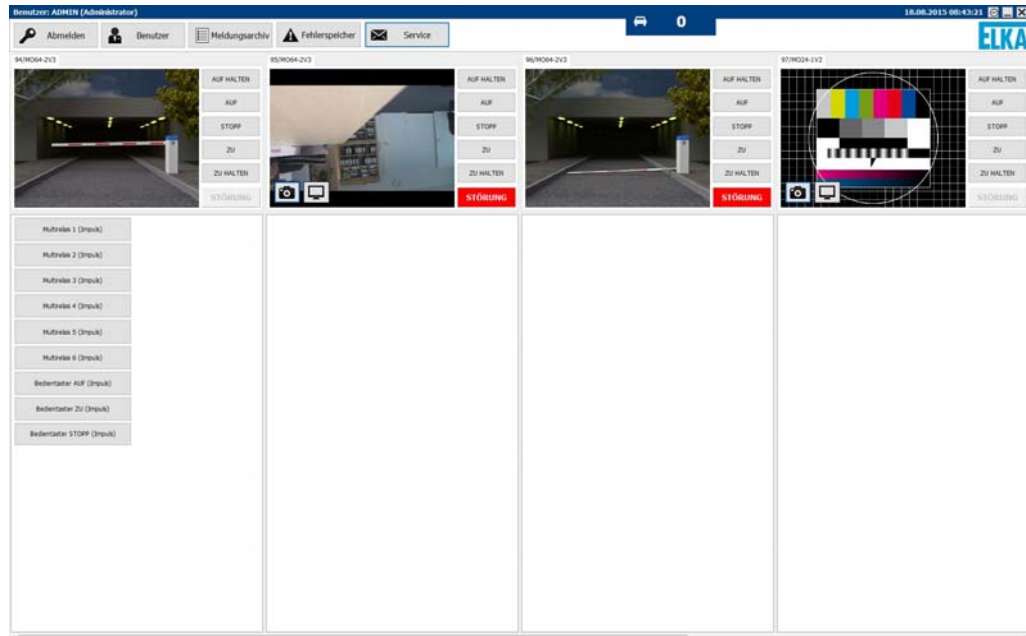 Benutzer: ADMIN (Administrator)
18.08.2015 08:43:21
Abmelden
Benutzer
Meldungsarchiv
Fehlerspeicher
Service
0
ELKA
94/MO64-2V3
AUF HALTEN
AUF
STOPP
ZU
ZU HALTEN
STÖRUNG
95/MO64-2V3
AUF HALTEN
AUF
STOPP
ZU
ZU HALTEN
STÖRUNG
96/MO64-2V3
AUF HALTEN
AUF
STOPP
ZU
ZU HALTEN
STÖRUNG
97/MO24-1V2
AUF HALTEN
AUF
STOPP
ZU
ZU HALTEN
STÖRUNG
Multirelais 1 (Impuls)
Multirelais 2 (Impuls)
Multirelais 3 (Impuls)
Multirelais 4 (Impuls)
Multirelais 5 (Impuls)
Multirelais 6 (Impuls)
Bedientaster AUF (Impuls)
Bedientaster ZU (Impuls)
Bedientaster STOPP (Impuls)